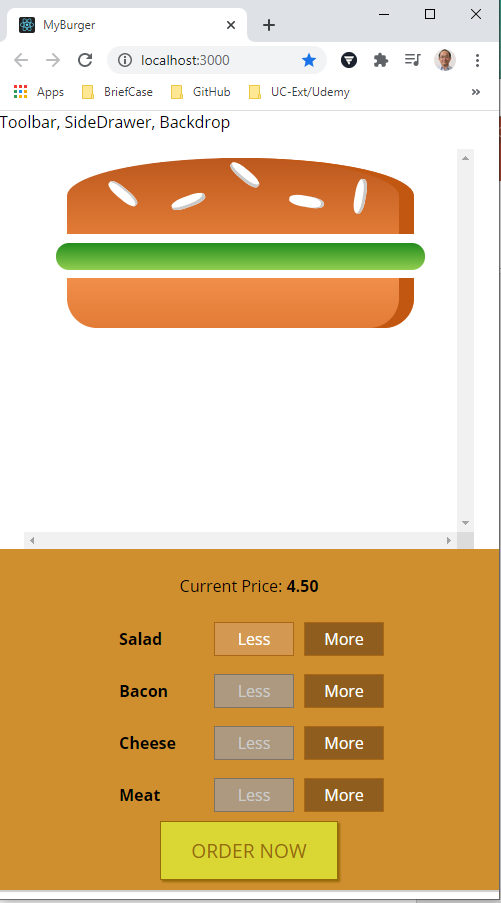 MyBurger
localhost:3000
Apps BriefCase GitHub UC-Ext/Udemy »
Toolbar, SideDrawer, Backdrop
Current Price: 4.50
Salad Less More
Bacon Less More
Cheese Less More
Meat Less More
ORDER NOW